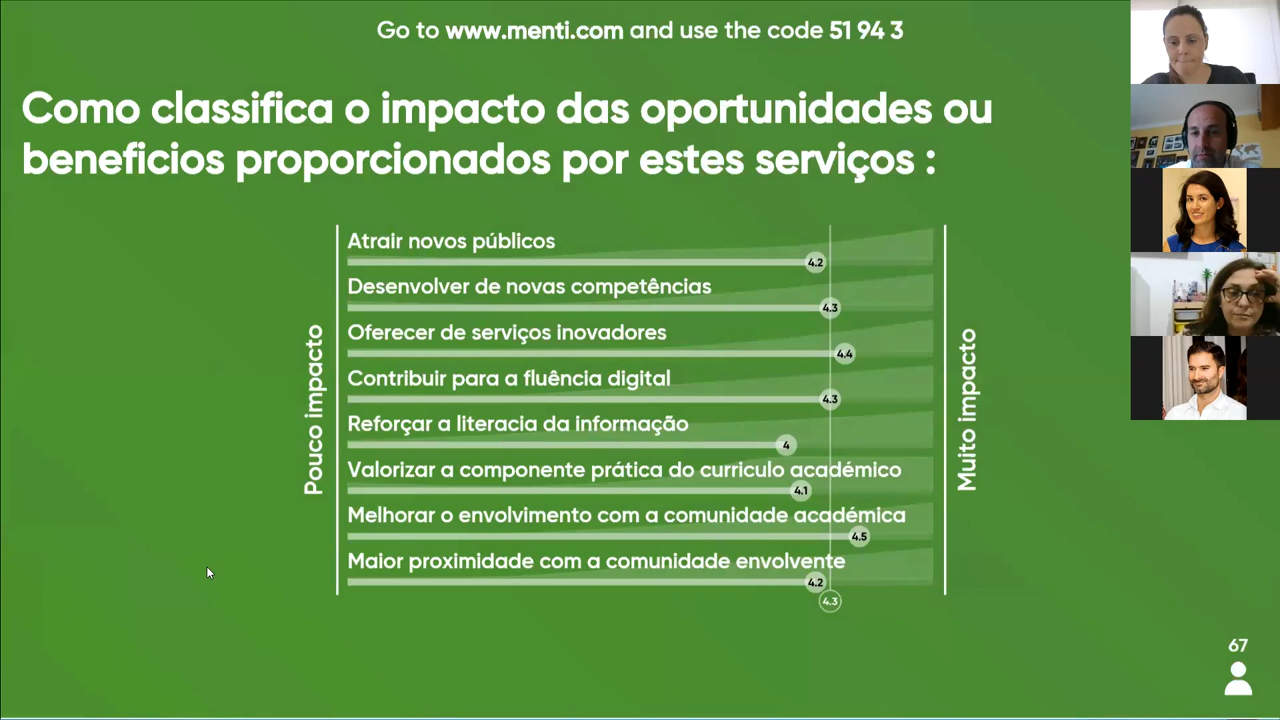 Go to www.menti.com and use the code 51 94 3
Como classifica o impacto das oportunidades ou
beneficios proporcionados por estes serviços :
Pouco impacto
Atrair novos públicos
4.2
Desenvolver de novas competências
4.3
Oferecer de serviços inovadores
4.4
Contribuir para a fluência digital
4.3
Reforçar a literacia da informação
4
Valorizar a componente prática do curriculo académico
4.1
Melhorar o envolvimento com a comunidade académica
4.5
Maior proximidade com a comunidade envolvente
4.2
4.3
Muito impacto
67